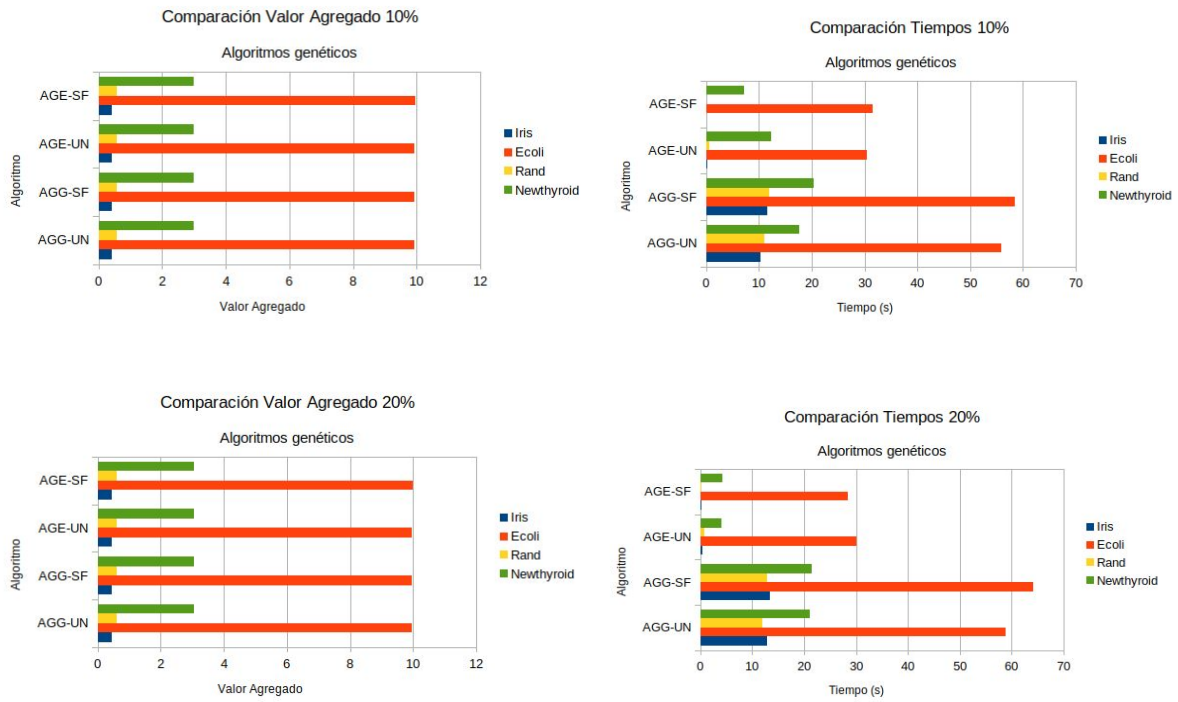 Comparación Valor Agregado 10%
Algoritmos genéticos
Algoritmo
AGE-SF
AGE-UN
AGG-SF
AGG-UN
0 2 4 6 8 10 12
Valor Agregado
Iris
Ecoli
Rand
Newthyroid
Comparación Tiempos 10%
Algoritmos genéticos
Algoritmo
AGE-SF
AGE-UN
AGG-SF
AGG-UN
0 10 20 30 40 50 60 70
Tiempo (s)
Iris
Ecoli
Rand
Newthyroid
Comparación Valor Agregado 20%
Algoritmos genéticos
Algoritmo
AGE-SF
AGE-UN
AGG-SF
AGG-UN
0 2 4 6 8 10 12
Valor Agregado
Iris
Ecoli
Rand
Newthyroid
Comparación Tiempos 20%
Algoritmos genéticos
Algoritmo
AGE-SF
AGE-UN
AGG-SF
AGG-UN
0 10 20 30 40 50 60 70
Tiempo (s)
Iris
Ecoli
Rand
Newthyroid